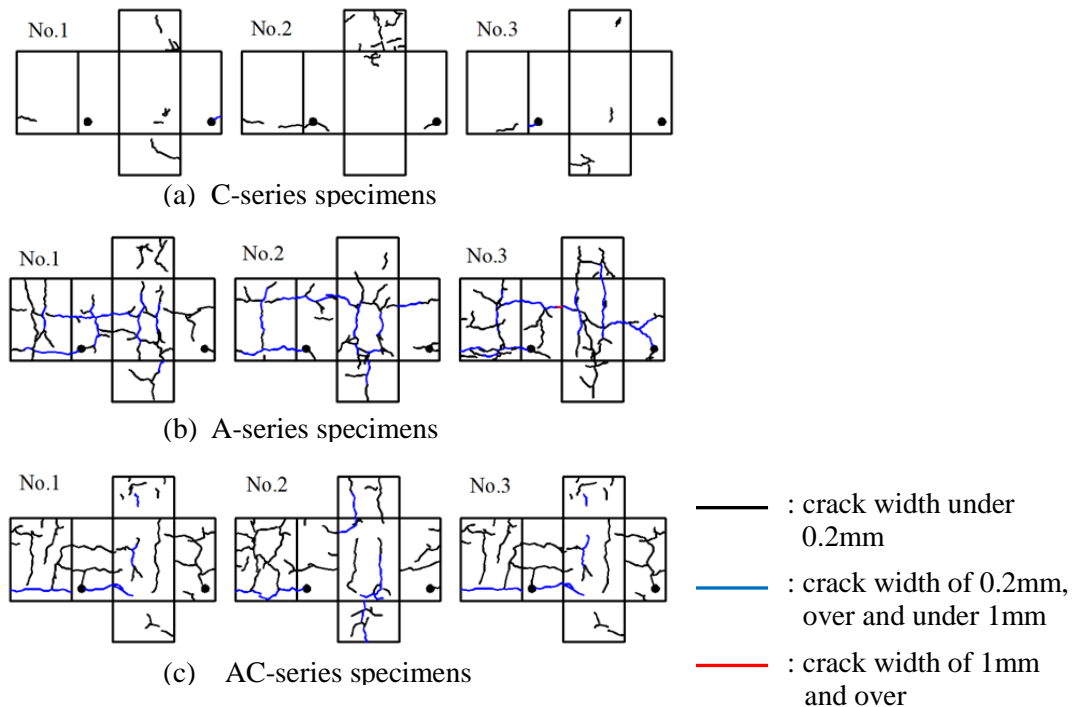 No.1
No.2
No.3
(a) C-series specimens
No.1
No.2
No.3
(b) A-series specimens
No.1
No.2
No.3
(c) AC-series specimens
: crack width under
0.2mm
: crack width of 0.2mm,
over and under 1mm
: crack width of 1mm
and over